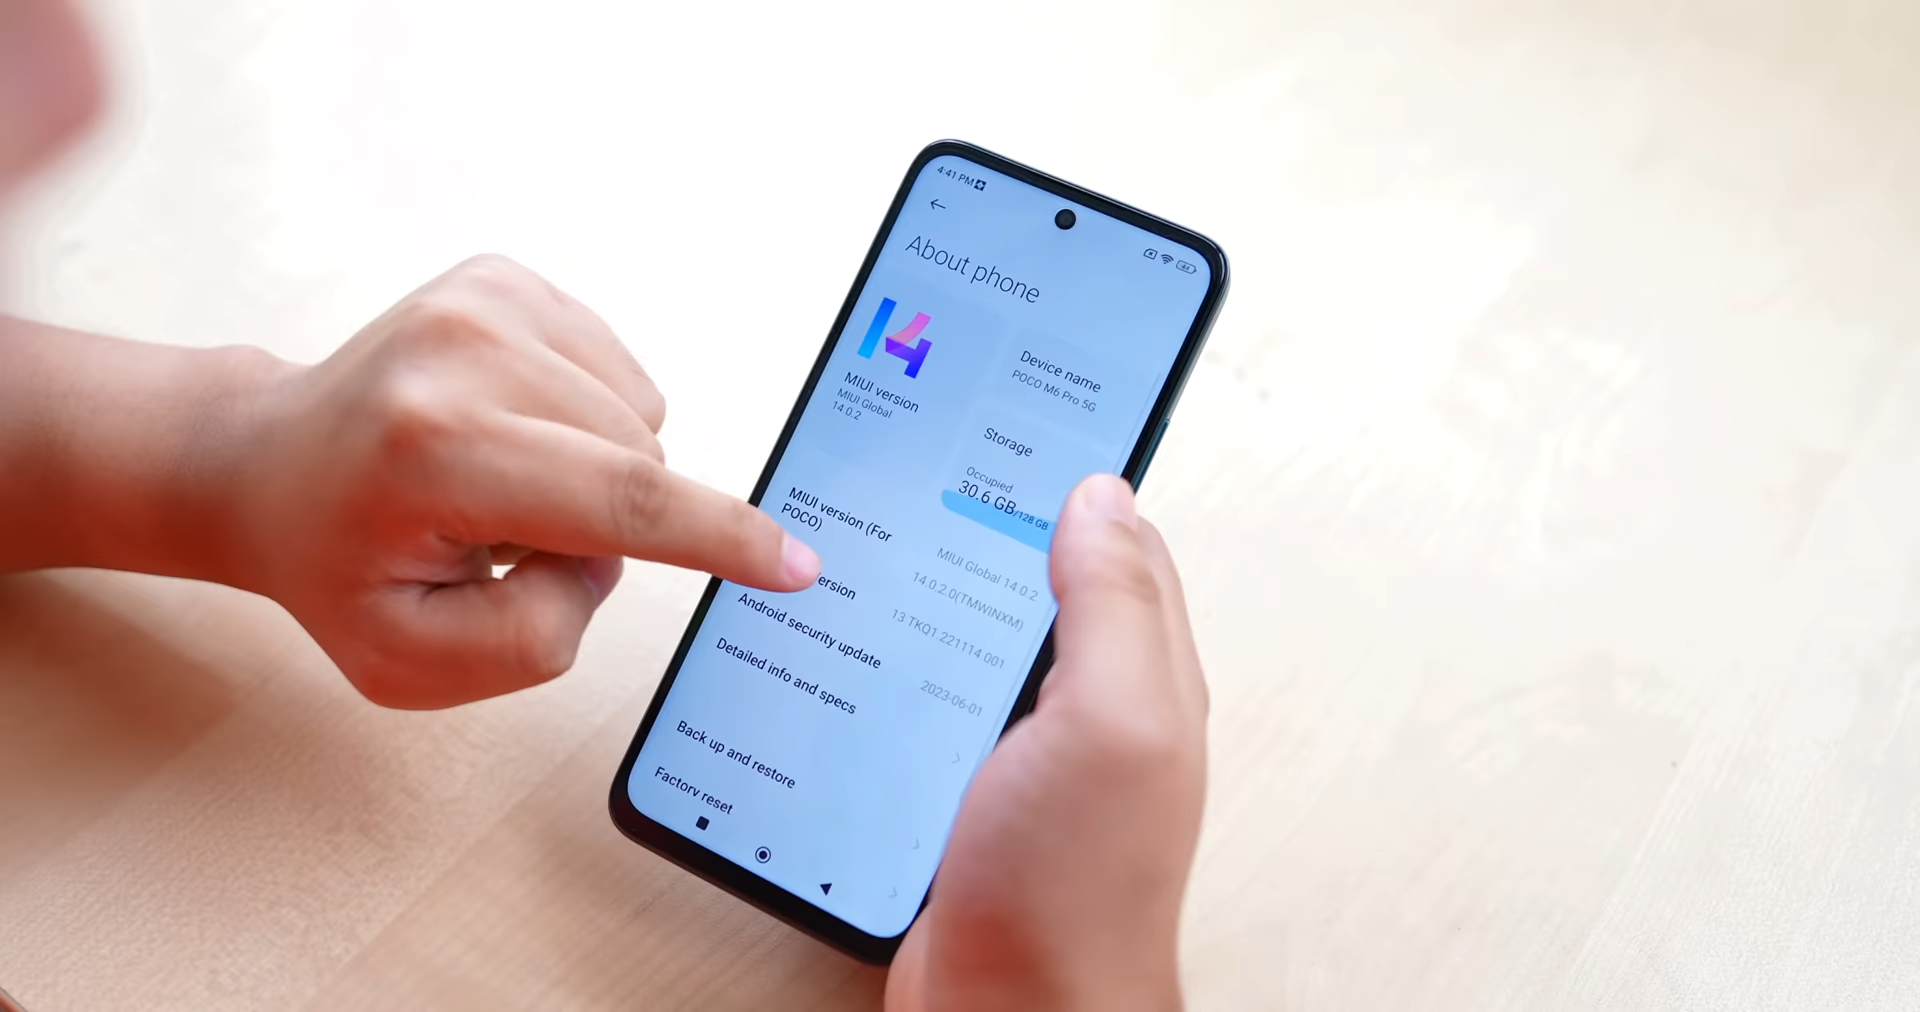 4:41 PM
About phone
14
MIUI version
MIUI Global
14.0.2
Device name
POCO M6 Pro 5G
Storage
Occupied
30.6 GB/128 GB
MIUI version (For
POCO)
MIUI Global 14.0.2
14.0.2.0(TMWINXM)
ersion
13 TKQ1.221114.001
Android security update
2023-06-01
Detailed info and specs
Back up and restore
Factory reset